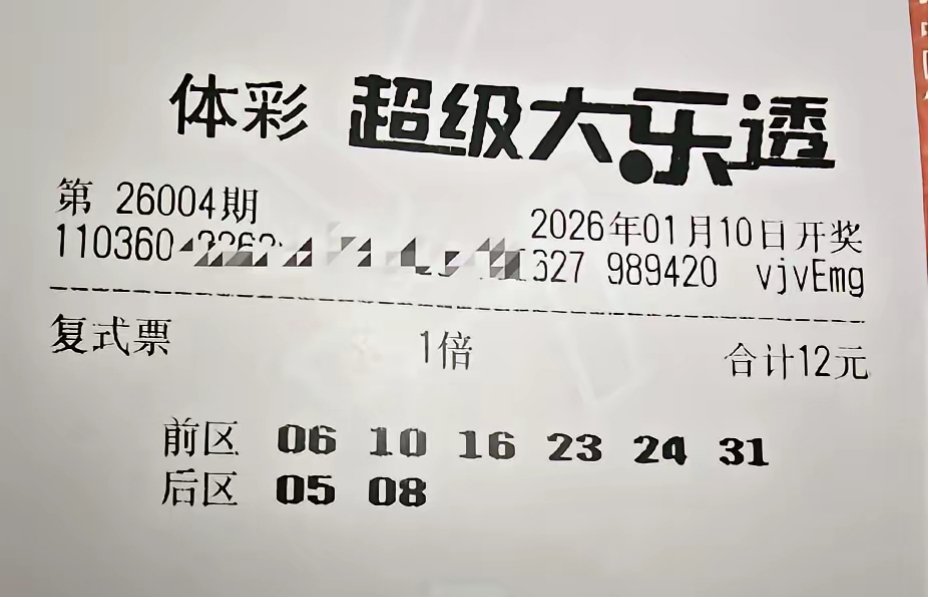 体彩 超级大乐透
第 26004期
2026年01月10日开奖
110360
327 989420 vjvEmg
复式票 1倍 合计12元
前区 06 10 16 23 24 31
后区 05 08